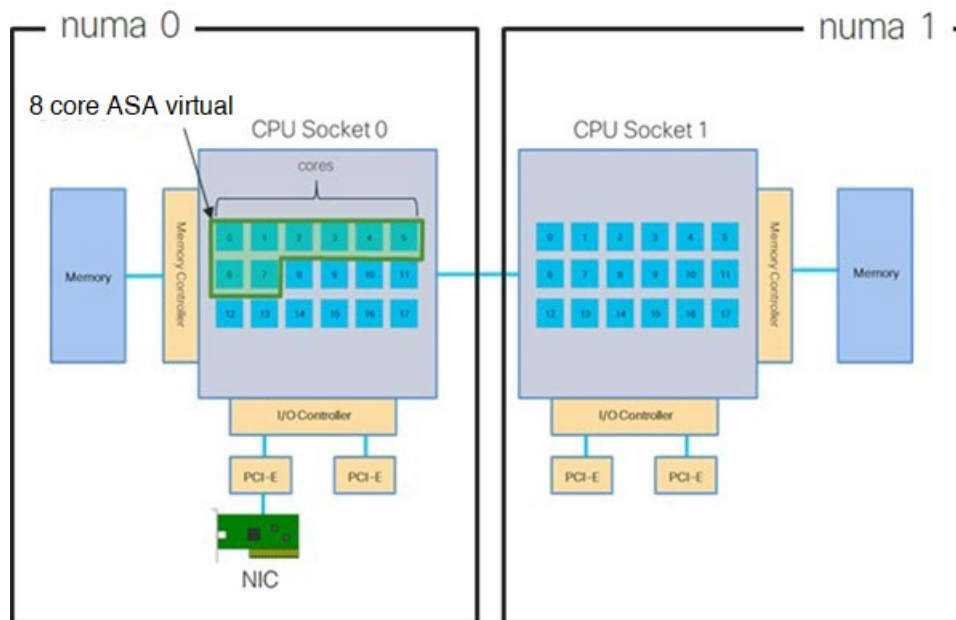 numa 0
numa 1
8 core ASA virtual
CPU Socket 0
CPU Socket 1
cores
0 1 2 3 4 5
0 1 2 3 4 5
6 7 8 9 10 11
6 7 8 9 10 11
12 13 14 15 16 17
12 13 14 15 16 17
Memory
Memory Controller
Memory Controller
Memory
I/O Controller
I/O Controller
PCI-E
PCI-E
PCI-E
PCI-E
NIC